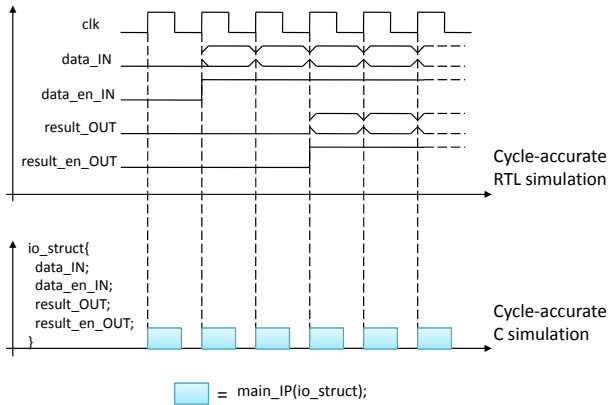 clk
data_IN
data_en_IN
result_OUT
result_en_OUT
Cycle-accurate
RTL simulation
io_struct{
data_IN;
data_en_IN;
result_OUT;
result_en_OUT;
}
Cycle-accurate
C simulation
= main_IP(io_struct);